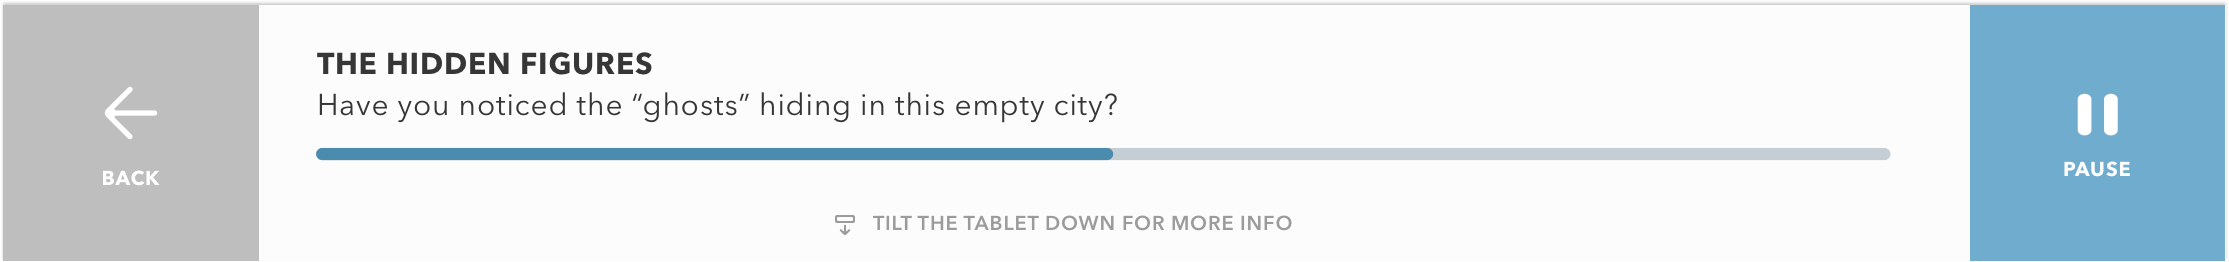 THE HIDDEN FIGURES
Have you noticed the “ghosts” hiding in this empty city?
BACK
PAUSE
TILT THE TABLET DOWN FOR MORE INFO